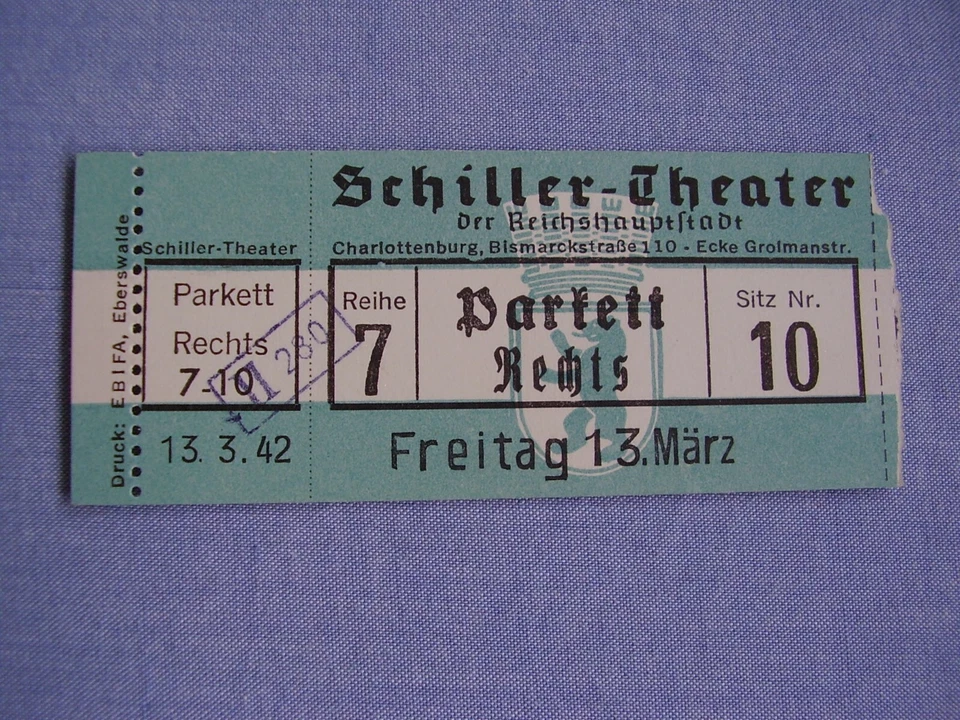 Druck: EBIFA, Eberswalde
Schiller-Theater
Parkett
Rechts
7-10
280
13. 3. 42
Schiller-Theater
der Reichshauptstadt
Charlottenburg, Bismarckstraße 110 - Ecke Grolmanstr.
Reihe
7
Parkett
Rechts
Sitz Nr.
10
Freitag 13. März